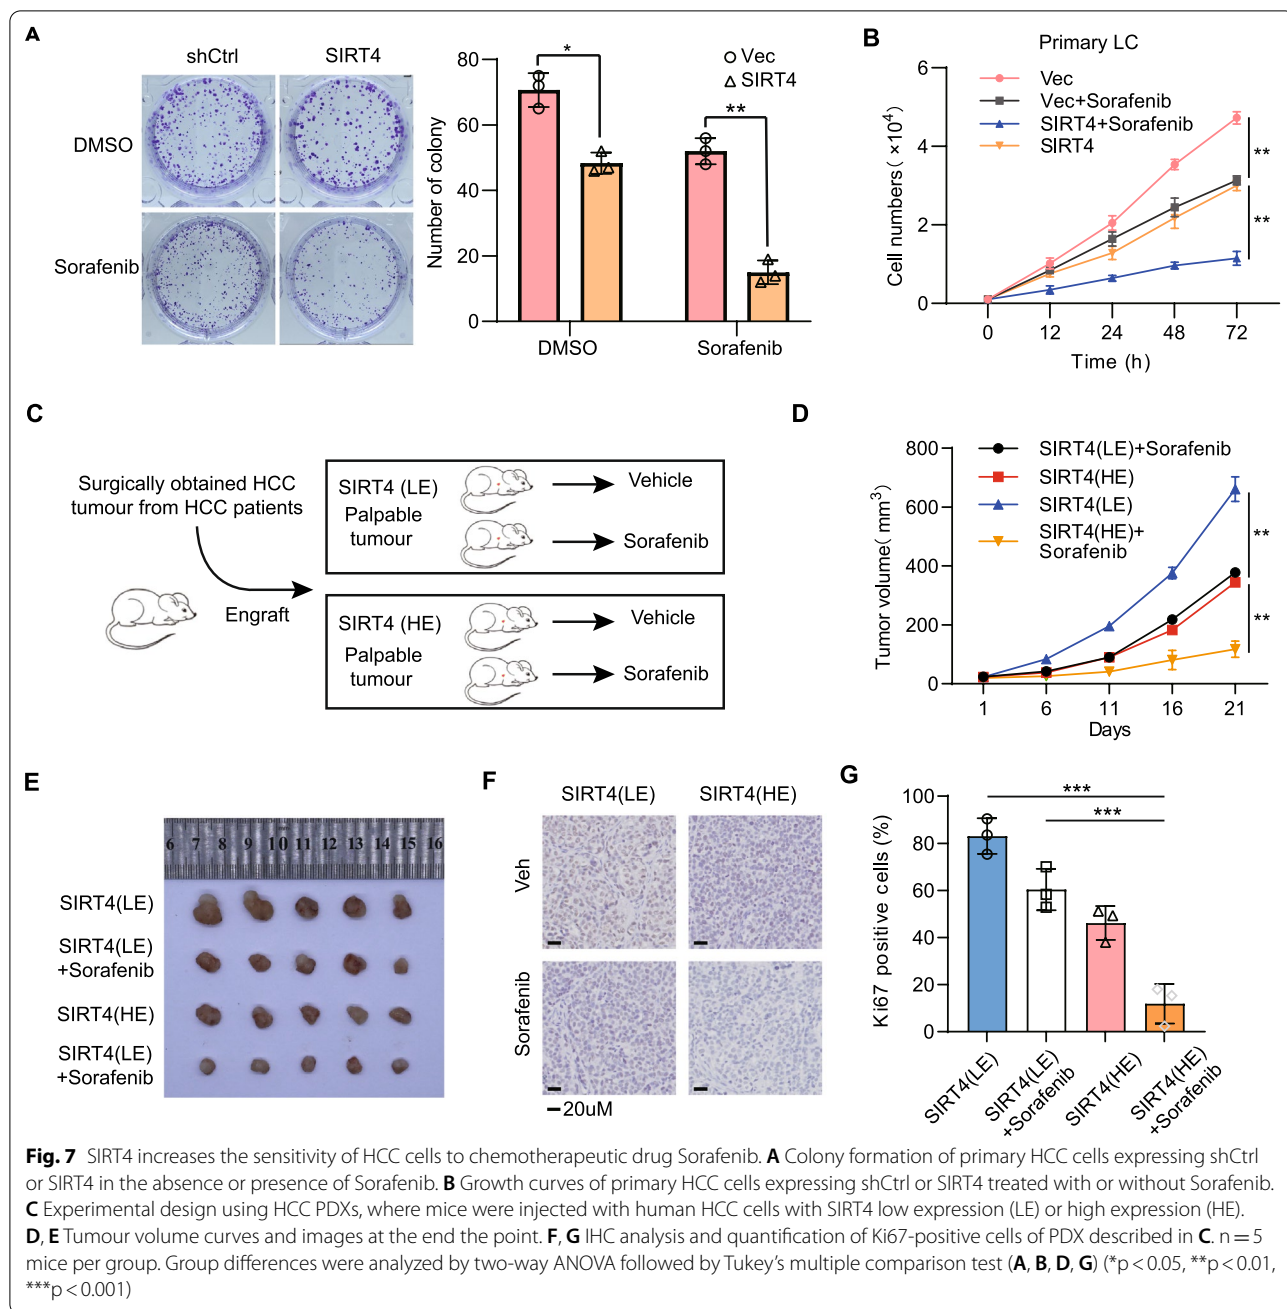 A
shCtrl
SIRT4
DMSO
Sorafenib
Number of colony
80
60
40
20
0
*
**
Vec
SIRT4
DMSO
Sorafenib
B
Primary LC
Cell numbers( ×10⁴)
6
4
2
0
Vec
Vec+Sorafenib
SIRT4+Sorafenib
SIRT4
**
**
0 12 24 48 72
Time (h)
C
Surgically obtained HCC
tumour from HCC patients
Engraft
SIRT4 (LE)
Palpable
tumour
Vehicle
Sorafenib
SIRT4 (HE)
Palpable
tumour
Vehicle
Sorafenib
D
Tumor volume( mm³)
800
600
400
200
0
SIRT4(LE)+Sorafenib
SIRT4(HE)
SIRT4(LE)
SIRT4(HE)+
Sorafenib
**
**
1 6 11 16 21
Days
E
6 7 8 9 10 11 12 13 14 15 16
SIRT4(LE)
SIRT4(LE)
+Sorafenib
SIRT4(HE)
SIRT4(LE)
+Sorafenib
F
SIRT4(LE)
SIRT4(HE)
Veh
Sorafenib
20uM
G
Ki67 positive cells (%)
100
80
60
40
20
0
***
***
SIRT4(LE)
SIRT4(LE)
+Sorafenib
SIRT4(HE)
SIRT4(HE)
+Sorafenib
Fig. 7 SIRT4 increases the sensitivity of HCC cells to chemotherapeutic drug Sorafenib. A Colony formation of primary HCC cells expressing shCtrl
or SIRT4 in the absence or presence of Sorafenib. B Growth curves of primary HCC cells expressing shCtrl or SIRT4 treated with or without Sorafenib.
C Experimental design using HCC PDXs, where mice were injected with human HCC cells with SIRT4 low expression (LE) or high expression (HE).
D, E Tumour volume curves and images at the end the point. F, G IHC analysis and quantification of Ki67-positive cells of PDX described in C. n = 5
mice per group. Group differences were analyzed by two-way ANOVA followed by Tukey's multiple comparison test (A, B, D, G) (*p < 0.05, **p < 0.01,
***p < 0.001)